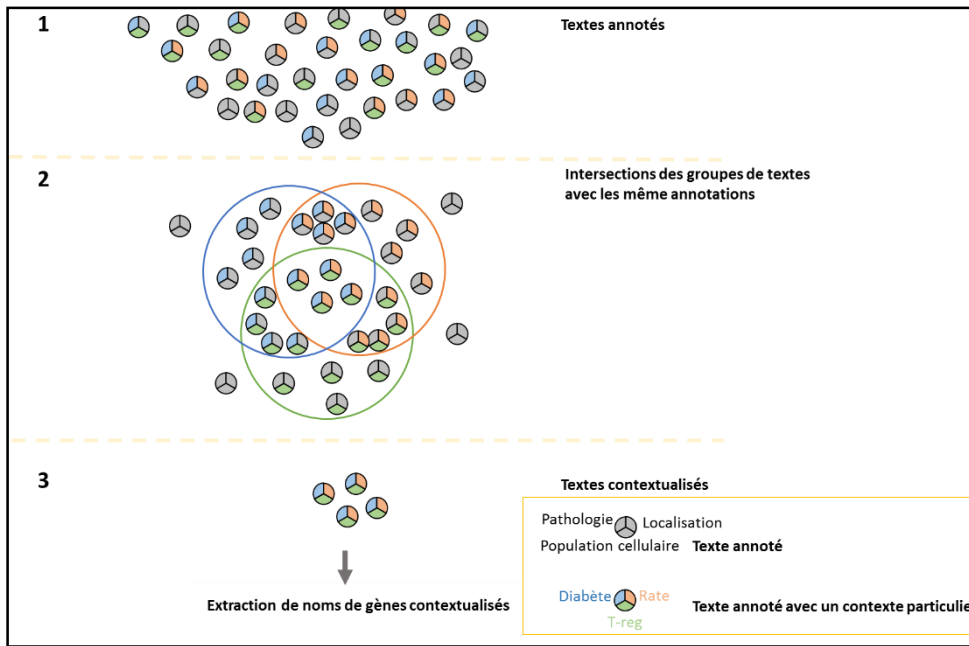 1
Textes annotés
2
Intersections des groupes de textes
avec les même annotations
3
Textes contextualisés
Pathologie Localisation
Population cellulaire Texte annoté
Extraction de noms de gènes contextualisés
Diabète Rate
Texte annoté avec un contexte particulie
T-reg